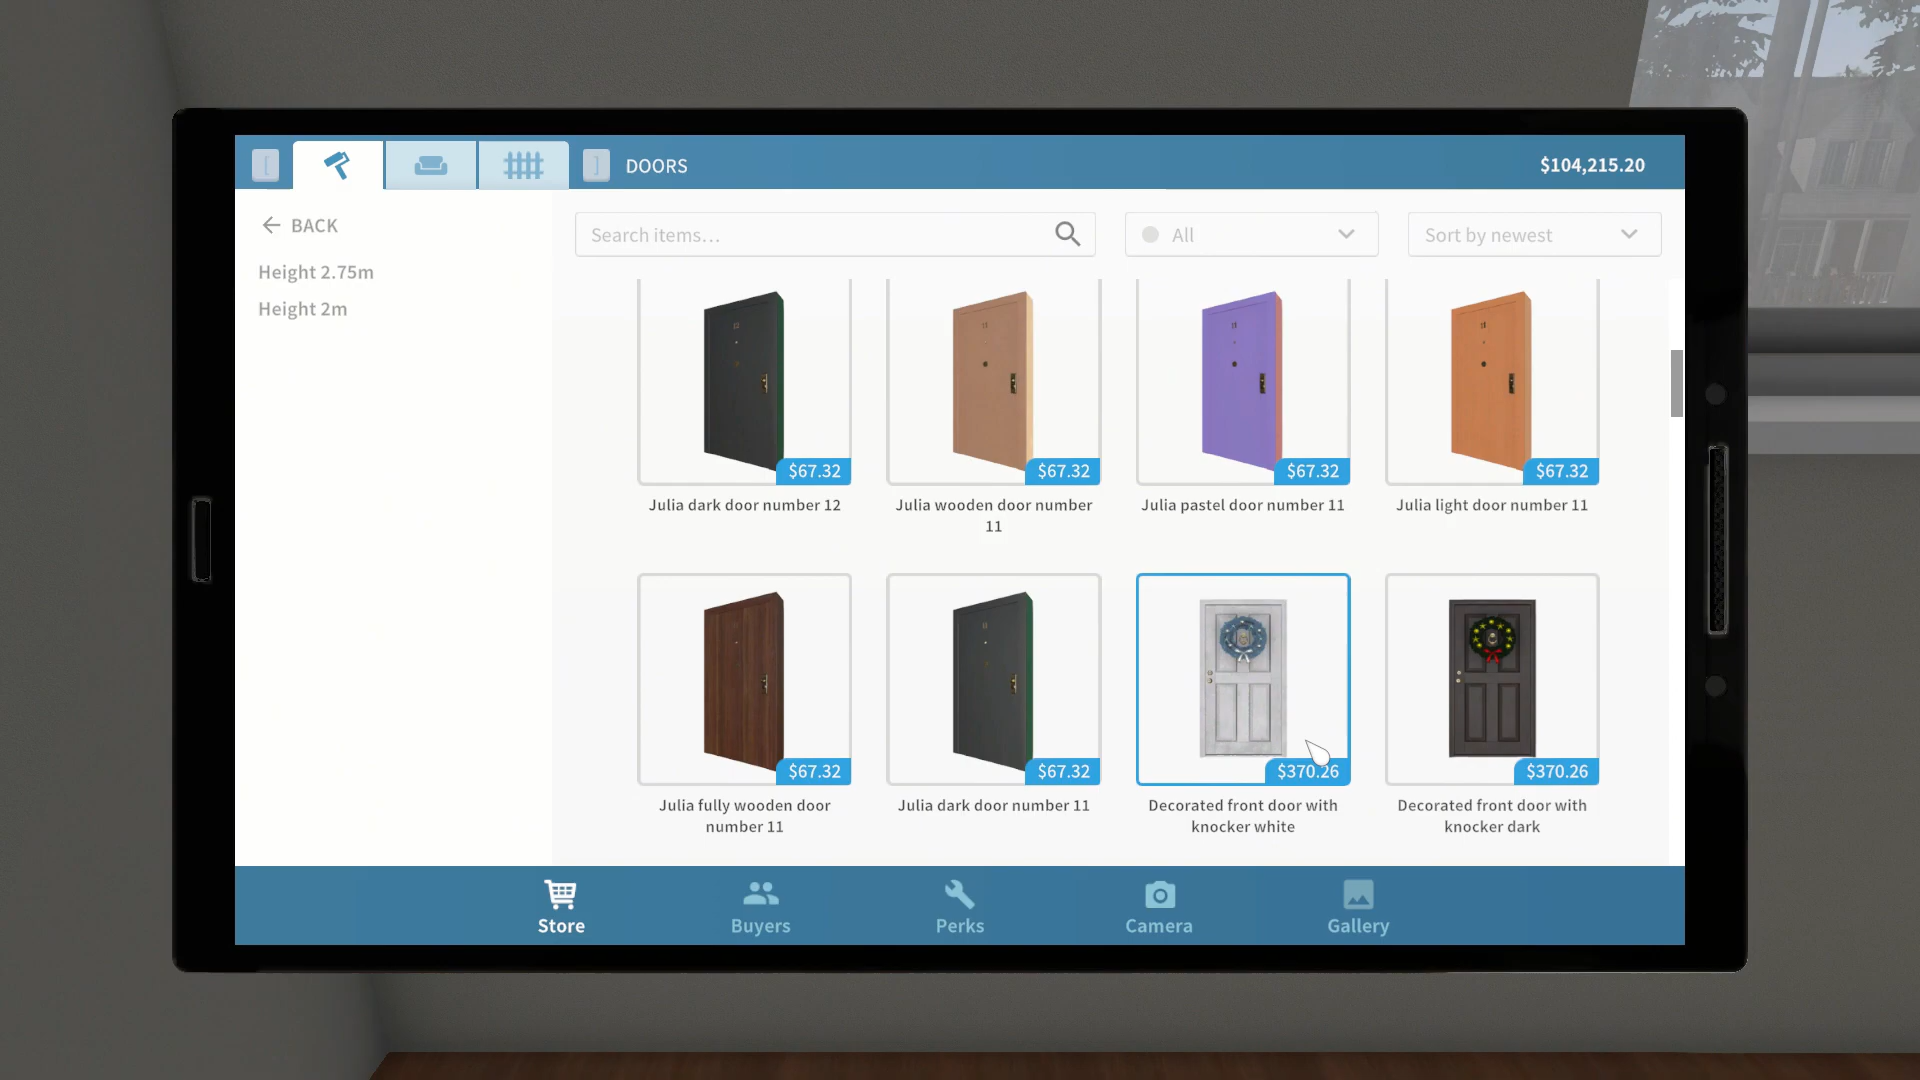 [
]
DOORS
$104,215.20
BACK
Height 2.75m
Height 2m
Search items...
All
Sort by newest
$67.32
$67.32
$67.32
$67.32
Julia dark door number 12
Julia wooden door number
11
Julia pastel door number 11
Julia light door number 11
$67.32
$67.32
$370.26
$370.26
Julia fully wooden door
number 11
Julia dark door number 11
Decorated front door with
knocker white
Decorated front door with
knocker dark
Store
Buyers
Perks
Camera
Gallery